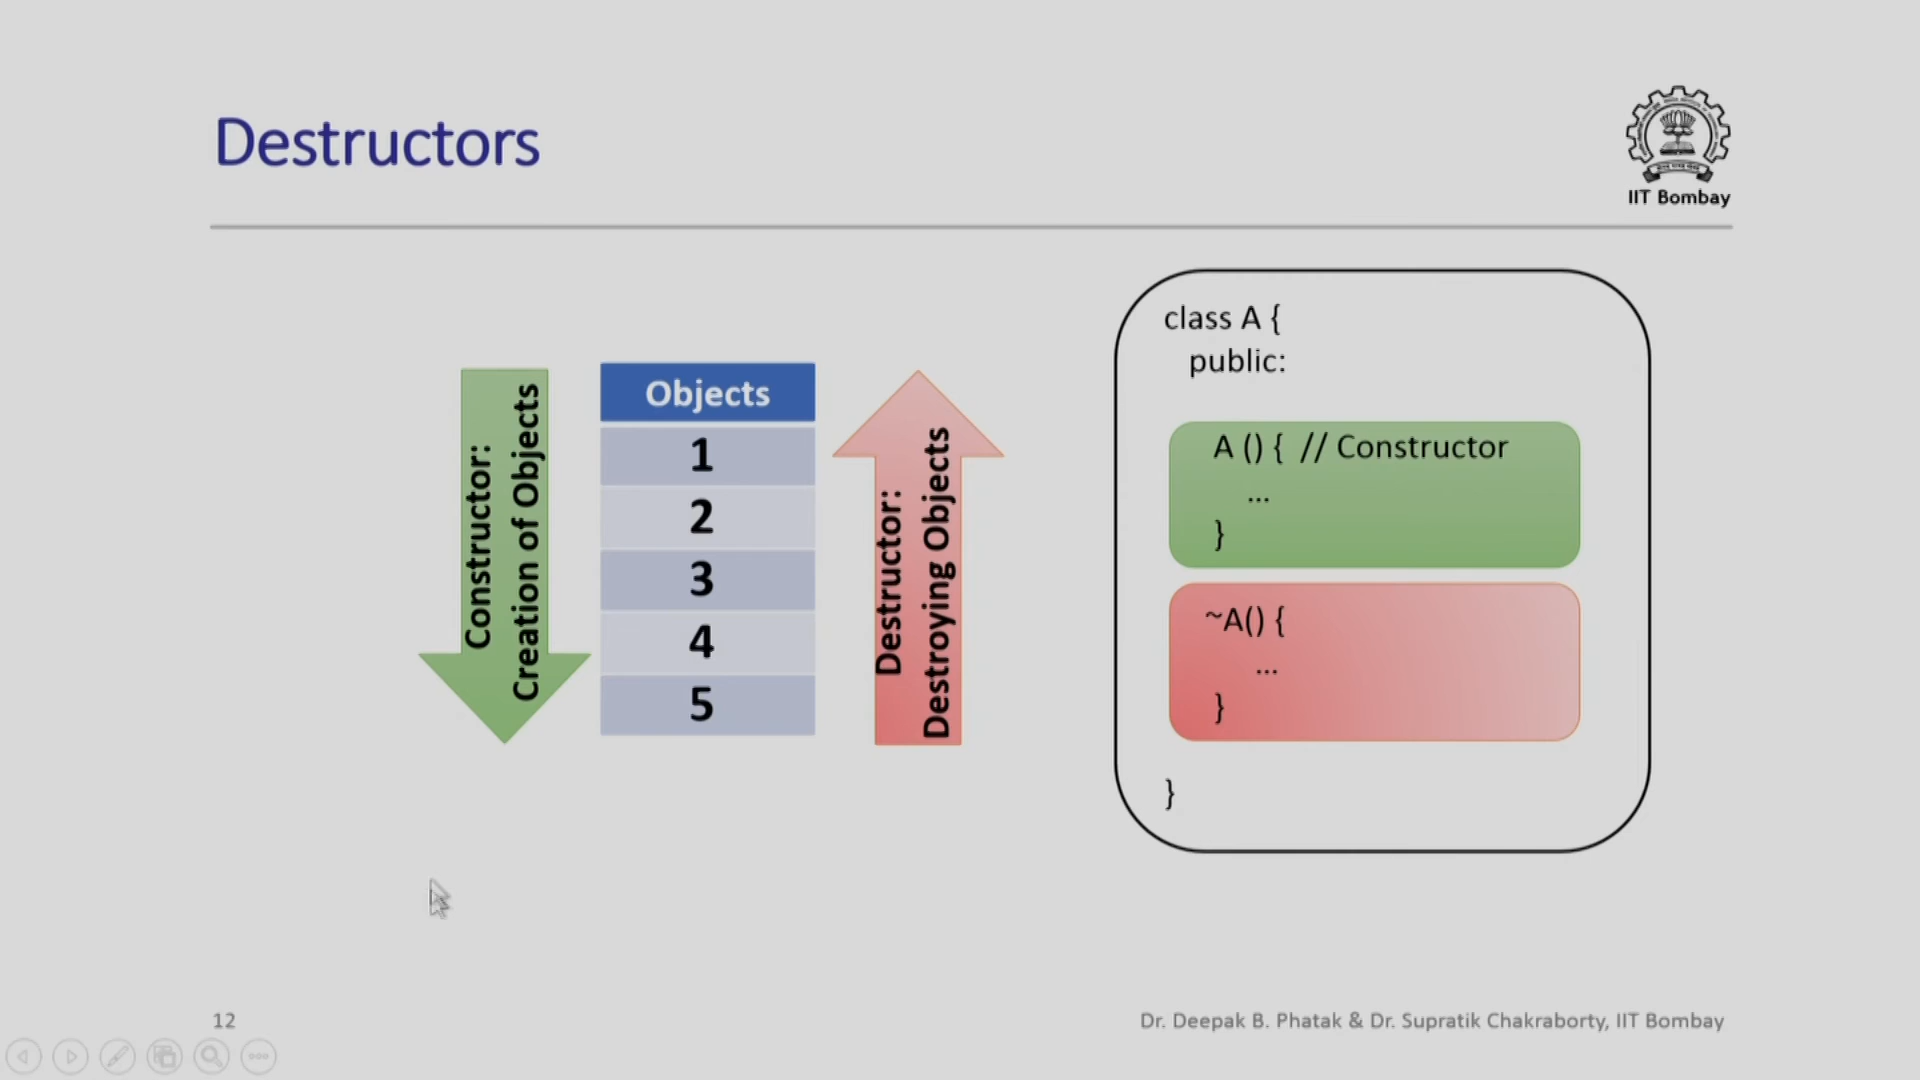 Destructors
IIT Bombay
Constructor:
Creation of Objects
Objects
1
2
3
4
5
Destructor:
Destroying Objects
class A {
public:
A () { // Constructor
...
}
~A() {
...
}
}
12
Dr. Deepak B. Phatak & Dr. Supratik Chakraborty, IIT Bombay